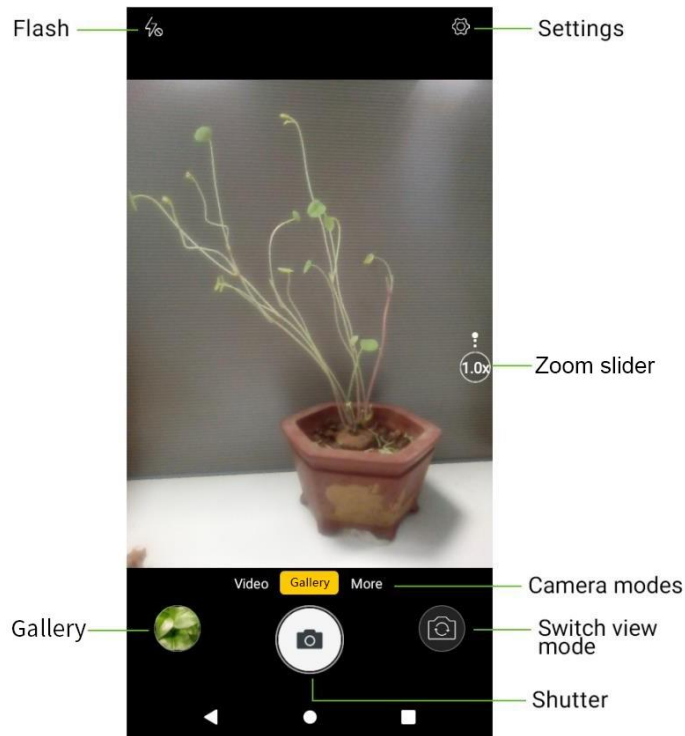 Flash
Settings
1.0x
Zoom slider
Video Gallery More
Camera modes
Gallery
Switch view
mode
Shutter